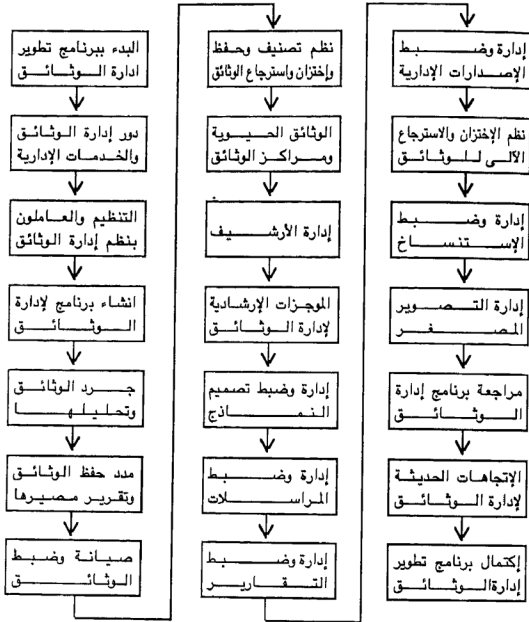 البدء ببرنامج تطوير
ادارة الوثائق
دور إدارة الوثائق
والخدمات الإدارية
التنظيم والعاملون
بنظم إدارة الوثائق
انشاء برنامج لإدارة
الوثائق
جرد الوثائق
وتحليلها
مدد حفظ الوثائق
وتقرير مصيرها
صيانة وضبط
الوثائق
نظم تصنيف وحفظ
وإختزان واسترجاع الوثائق
الوثائق الحيوية
ومراكز الوثائق
إدارة الأرشيف
الموجزات الإرشادية
لإدارة الوثائق
إدارة وضبط تصميم
النماذج
إدارة وضبط
المراسلات
إدارة وضبط
التقارير
إدارة وضبط
الإصدارات الإدارية
نظم الإختزان والاسترجاع
الآلى للوثائق
إدارة وضبط
الإستنساخ
إدارة التصوير
المصغر
مراجعة برنامج إدارة
الوثائق
الإتجاهات الحديثة
لإدارة الوثائق
إكتمال برنامج تطوير
إدارة الوثائق